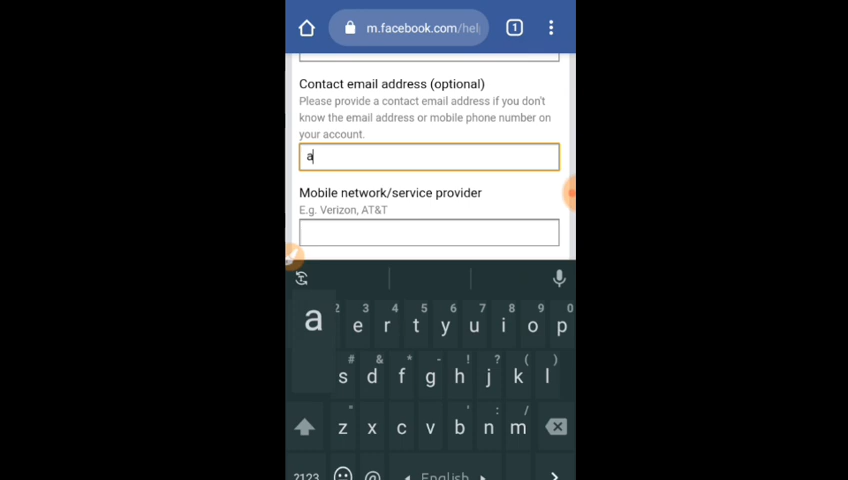 m.facebook.com/hel
1
Contact email address (optional)
Please provide a contact email address if you don't
know the email address or mobile phone number on
your account.
a
Mobile network/service provider
E.g. Verizon, AT&T
a 2 3 4 5 6 7 8 9 0
e r t y u i o p
# & * - ! ? ( )
s d f g h j k l
" ' : /
z x c v b n m
?123 @ English